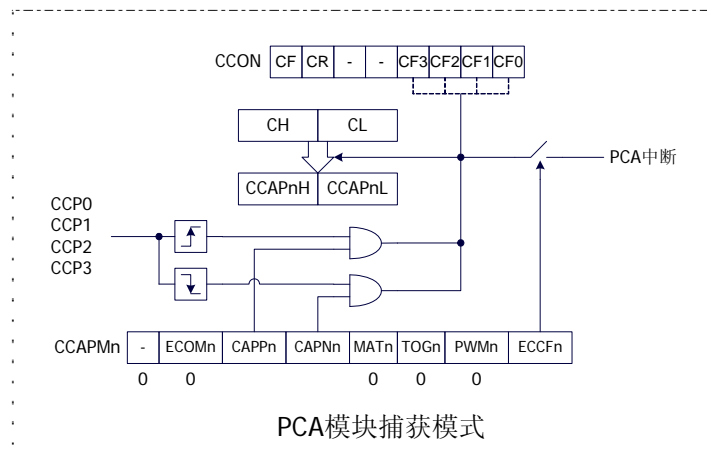 CCON CF CR - - CF3 CF2 CF1 CF0
CH CL
PCA中断
CCAPnH CCAPnL
CCP0
CCP1
CCP2
CCP3
CCAPMn - ECOMn CAPPn CAPNn MATn TOGn PWMn ECCFn
0 0 0 0 0
PCA模块捕获模式